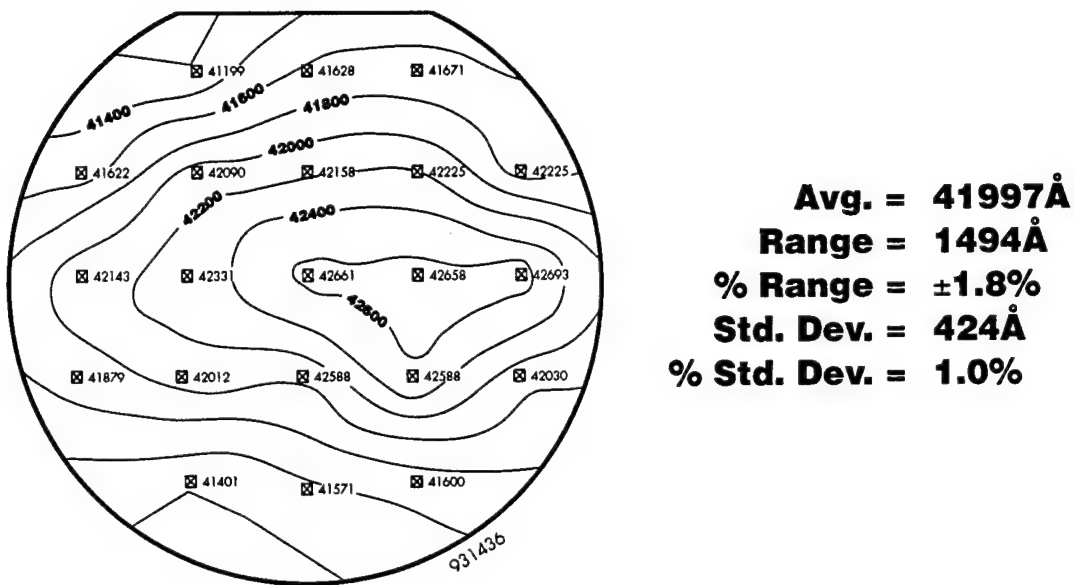 41199 41628 41671
41400
41600
41800
42000
41622 42090 42158 42225 42225
42200
42400
42143 42331 42661 42658 42693
42600
41879 42012 42588 42588 42030
41401 41571 41600
931436
Avg. = 41997Å
Range = 1494Å
% Range = ±1.8%
Std. Dev. = 424Å
% Std. Dev. = 1.0%